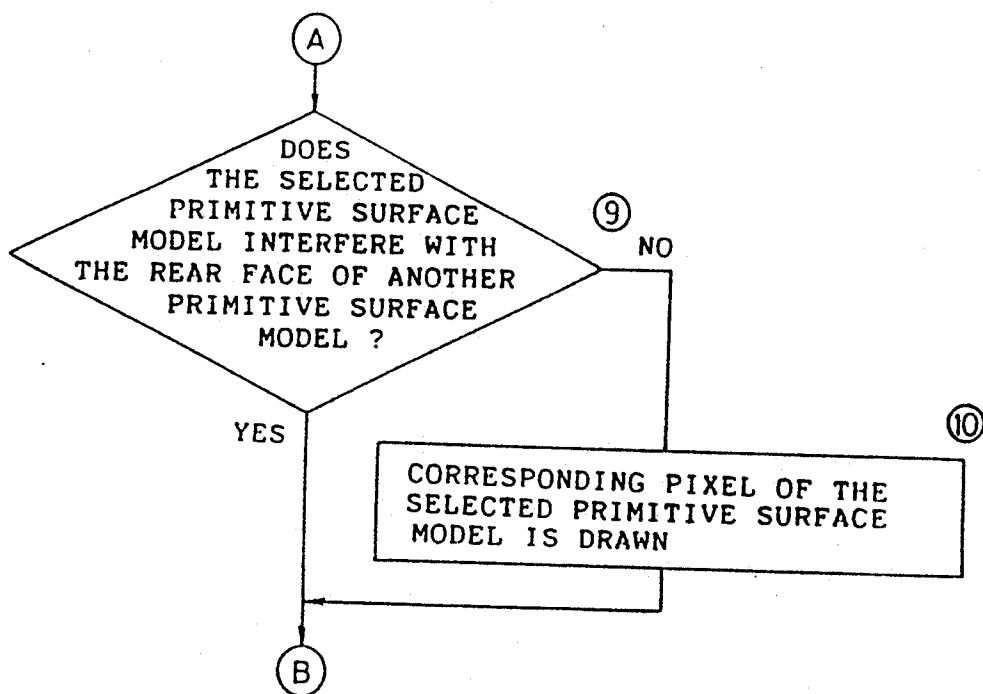 A
DOES
THE SELECTED
PRIMITIVE SURFACE
MODEL INTERFERE WITH
THE REAR FACE OF ANOTHER
PRIMITIVE SURFACE
MODEL ?
⑨
NO
YES
⑩
CORRESPONDING PIXEL OF THE
SELECTED PRIMITIVE SURFACE
MODEL IS DRAWN
B